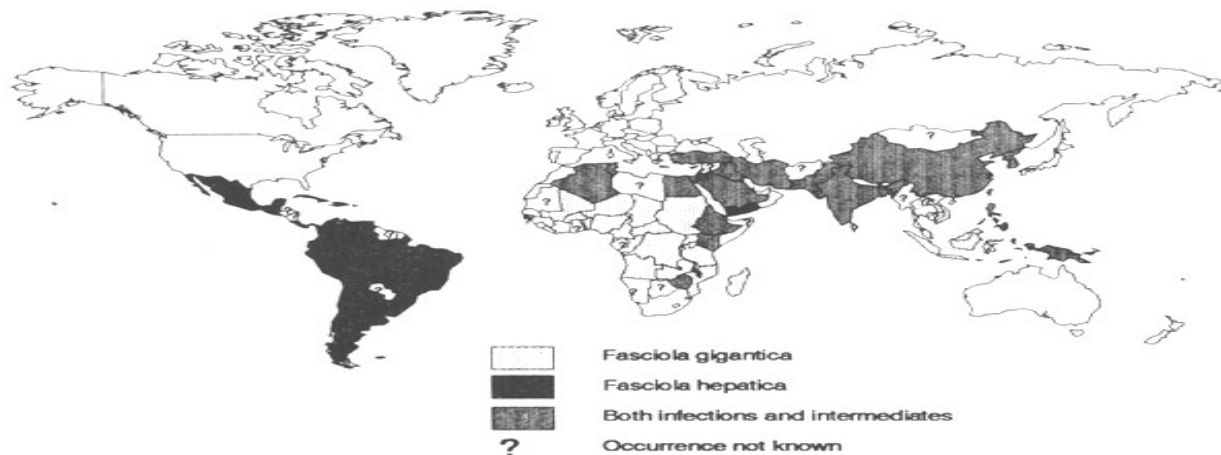 Fasciola gigantica
Fasciola hepatica
Both infections and intermediates
? Occurrence not known